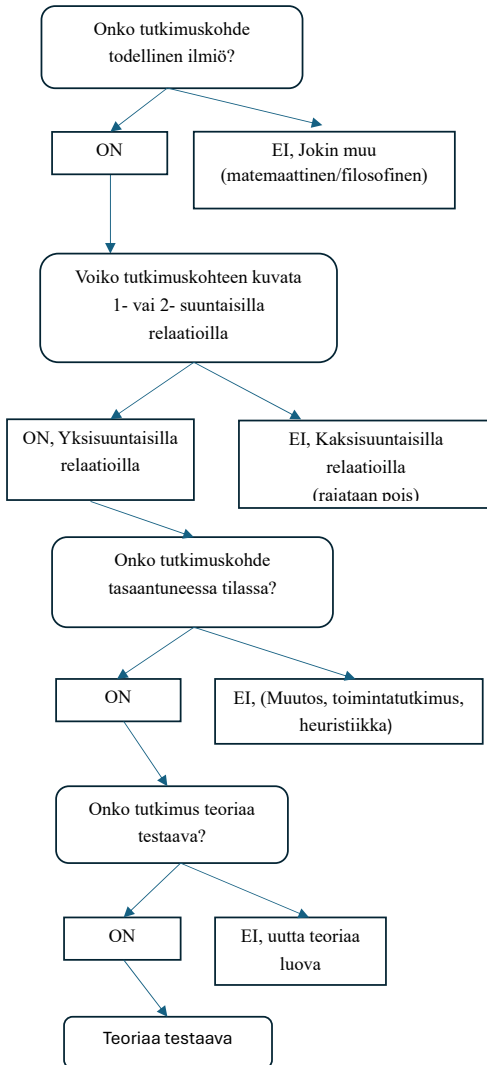 Onko tutkimuskohde
todellinen ilmiö?
ON
EI, Jokin muu
(matemaattinen/filosofinen)
Voiko tutkimuskohteen kuvata
1- vai 2- suuntaisilla
relaatioilla
ON, Yksisuuntaisilla
relaatioilla
EI, Kaksisuuntaisilla
relaatioilla
(rajataan pois)
Onko tutkimuskohde
tasaantuneessa tilassa?
ON
EI, (Muutos, toimintatutkimus,
heuristiikka)
Onko tutkimus teoriaa
testaava?
ON
EI, uutta teoriaa
luova
Teoriaa testaava